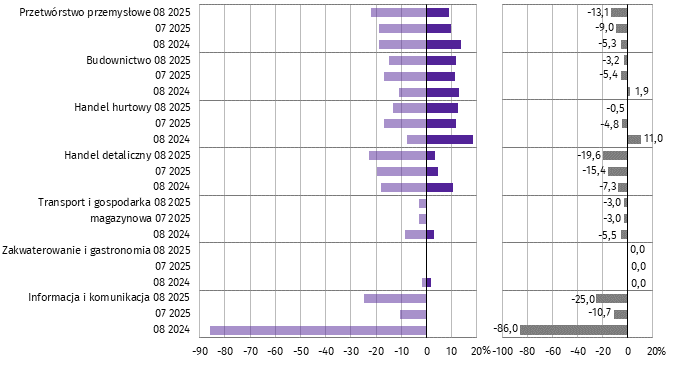 Przetwórstwo przemysłowe 08 2025 -13,1
07 2025 -9,0
08 2024 -5,3
Budownictwo 08 2025 -3,2
07 2025 -5,4
08 2024 1,9
Handel hurtowy 08 2025 -0,5
07 2025 -4,8
08 2024 11,0
Handel detaliczny 08 2025 -19,6
07 2025 -15,4
08 2024 -7,3
Transport i gospodarka 08 2025 -3,0
magazynowa 07 2025 -3,0
08 2024 -5,5
Zakwaterowanie i gastronomia 08 2025 0,0
07 2025 0,0
08 2024 0,0
Informacja i komunikacja 08 2025 -25,0
07 2025 -10,7
08 2024 -86,0
-90 -80 -70 -60 -50 -40 -30 -20 -10 0 10 20% -100 -80 -60 -40 -20 0 20%